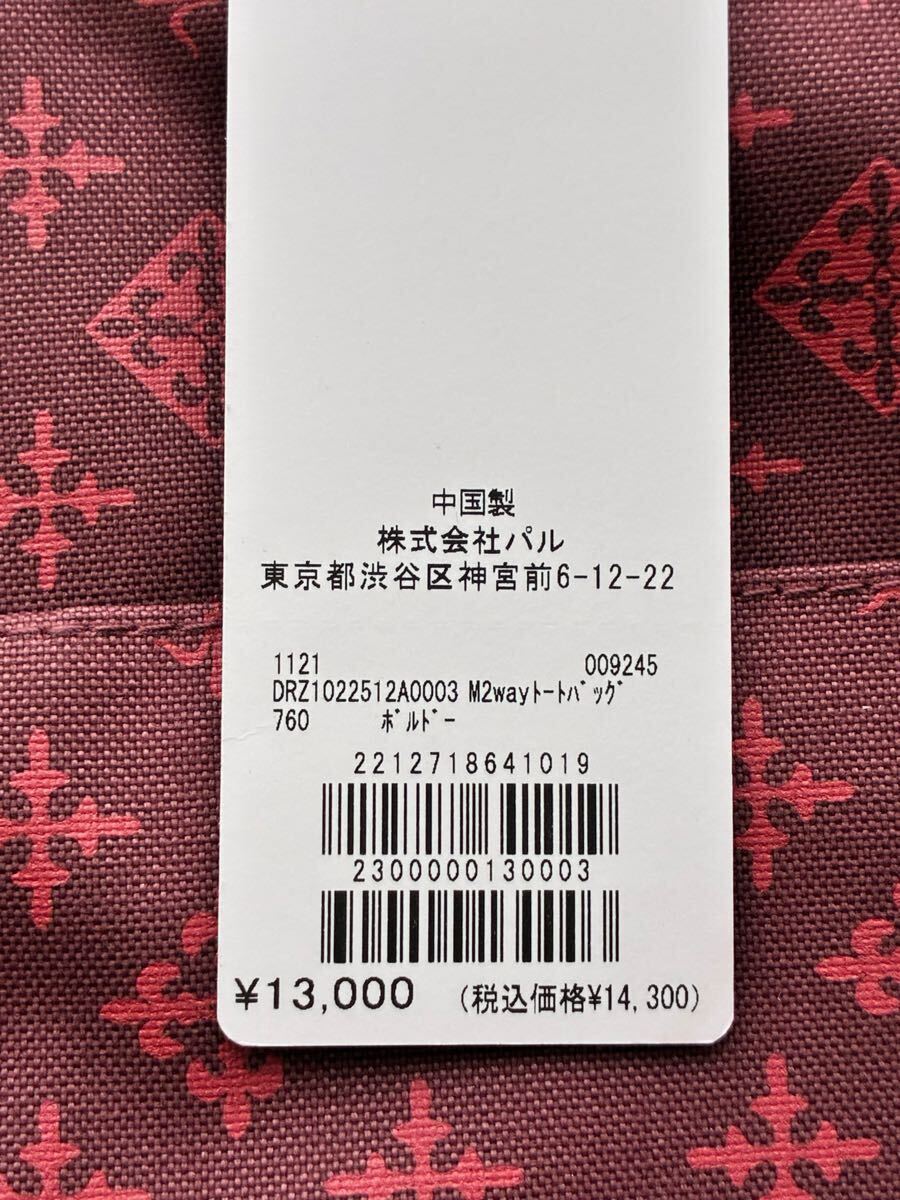 中国製
株式会社パル
東京都渋谷区神宮前6-12-22
1121 009245
DRZ1022512A0003 M2wayﾄｰﾄﾊﾞｯｸﾞ
760 ﾎﾞﾙﾄﾞｰ
2212718641019
2300000130003
¥13,000 (税込価格¥14,300)